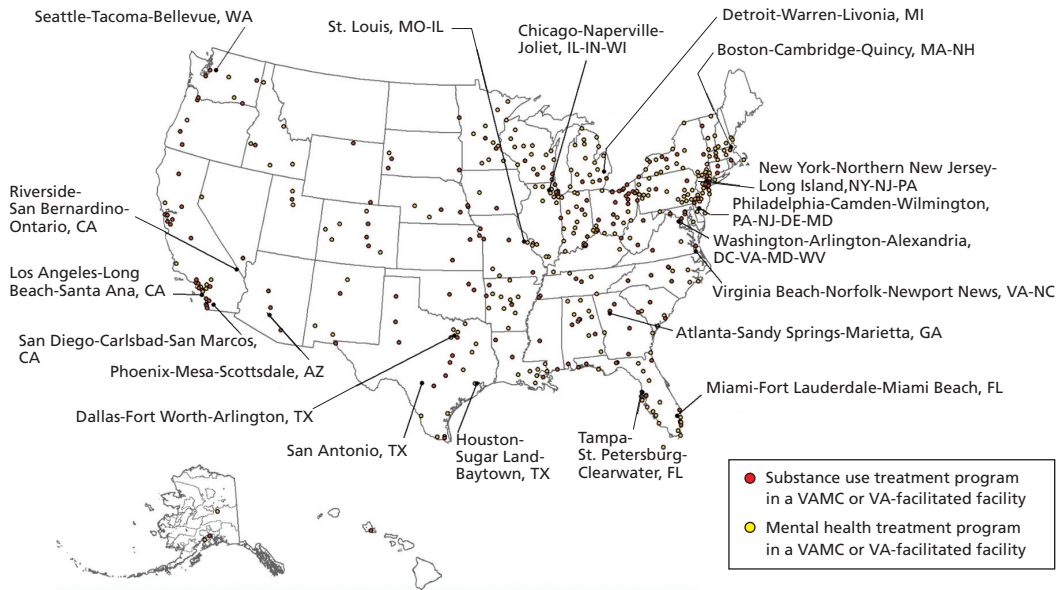 Seattle-Tacoma-Bellevue, WA
St. Louis, MO-IL
Chicago-Naperville-
Joliet, IL-IN-WI
Detroit-Warren-Livonia, MI
Boston-Cambridge-Quincy, MA-NH
New York-Northern New Jersey-
Long Island,NY-NJ-PA
Philadelphia-Camden-Wilmington,
PA-NJ-DE-MD
Washington-Arlington-Alexandria,
DC-VA-MD-WV
Virginia Beach-Norfolk-Newport News, VA-NC
Atlanta-Sandy Springs-Marietta, GA
Miami-Fort Lauderdale-Miami Beach, FL
Riverside-
San Bernardino-
Ontario, CA
Los Angeles-Long
Beach-Santa Ana, CA
San Diego-Carlsbad-San Marcos,
CA
Phoenix-Mesa-Scottsdale, AZ
Dallas-Fort Worth-Arlington, TX
San Antonio, TX
Houston-
Sugar Land-
Baytown, TX
Tampa-
St. Petersburg-
Clearwater, FL
Substance use treatment program
in a VAMC or VA-facilitated facility
Mental health treatment program
in a VAMC or VA-facilitated facility